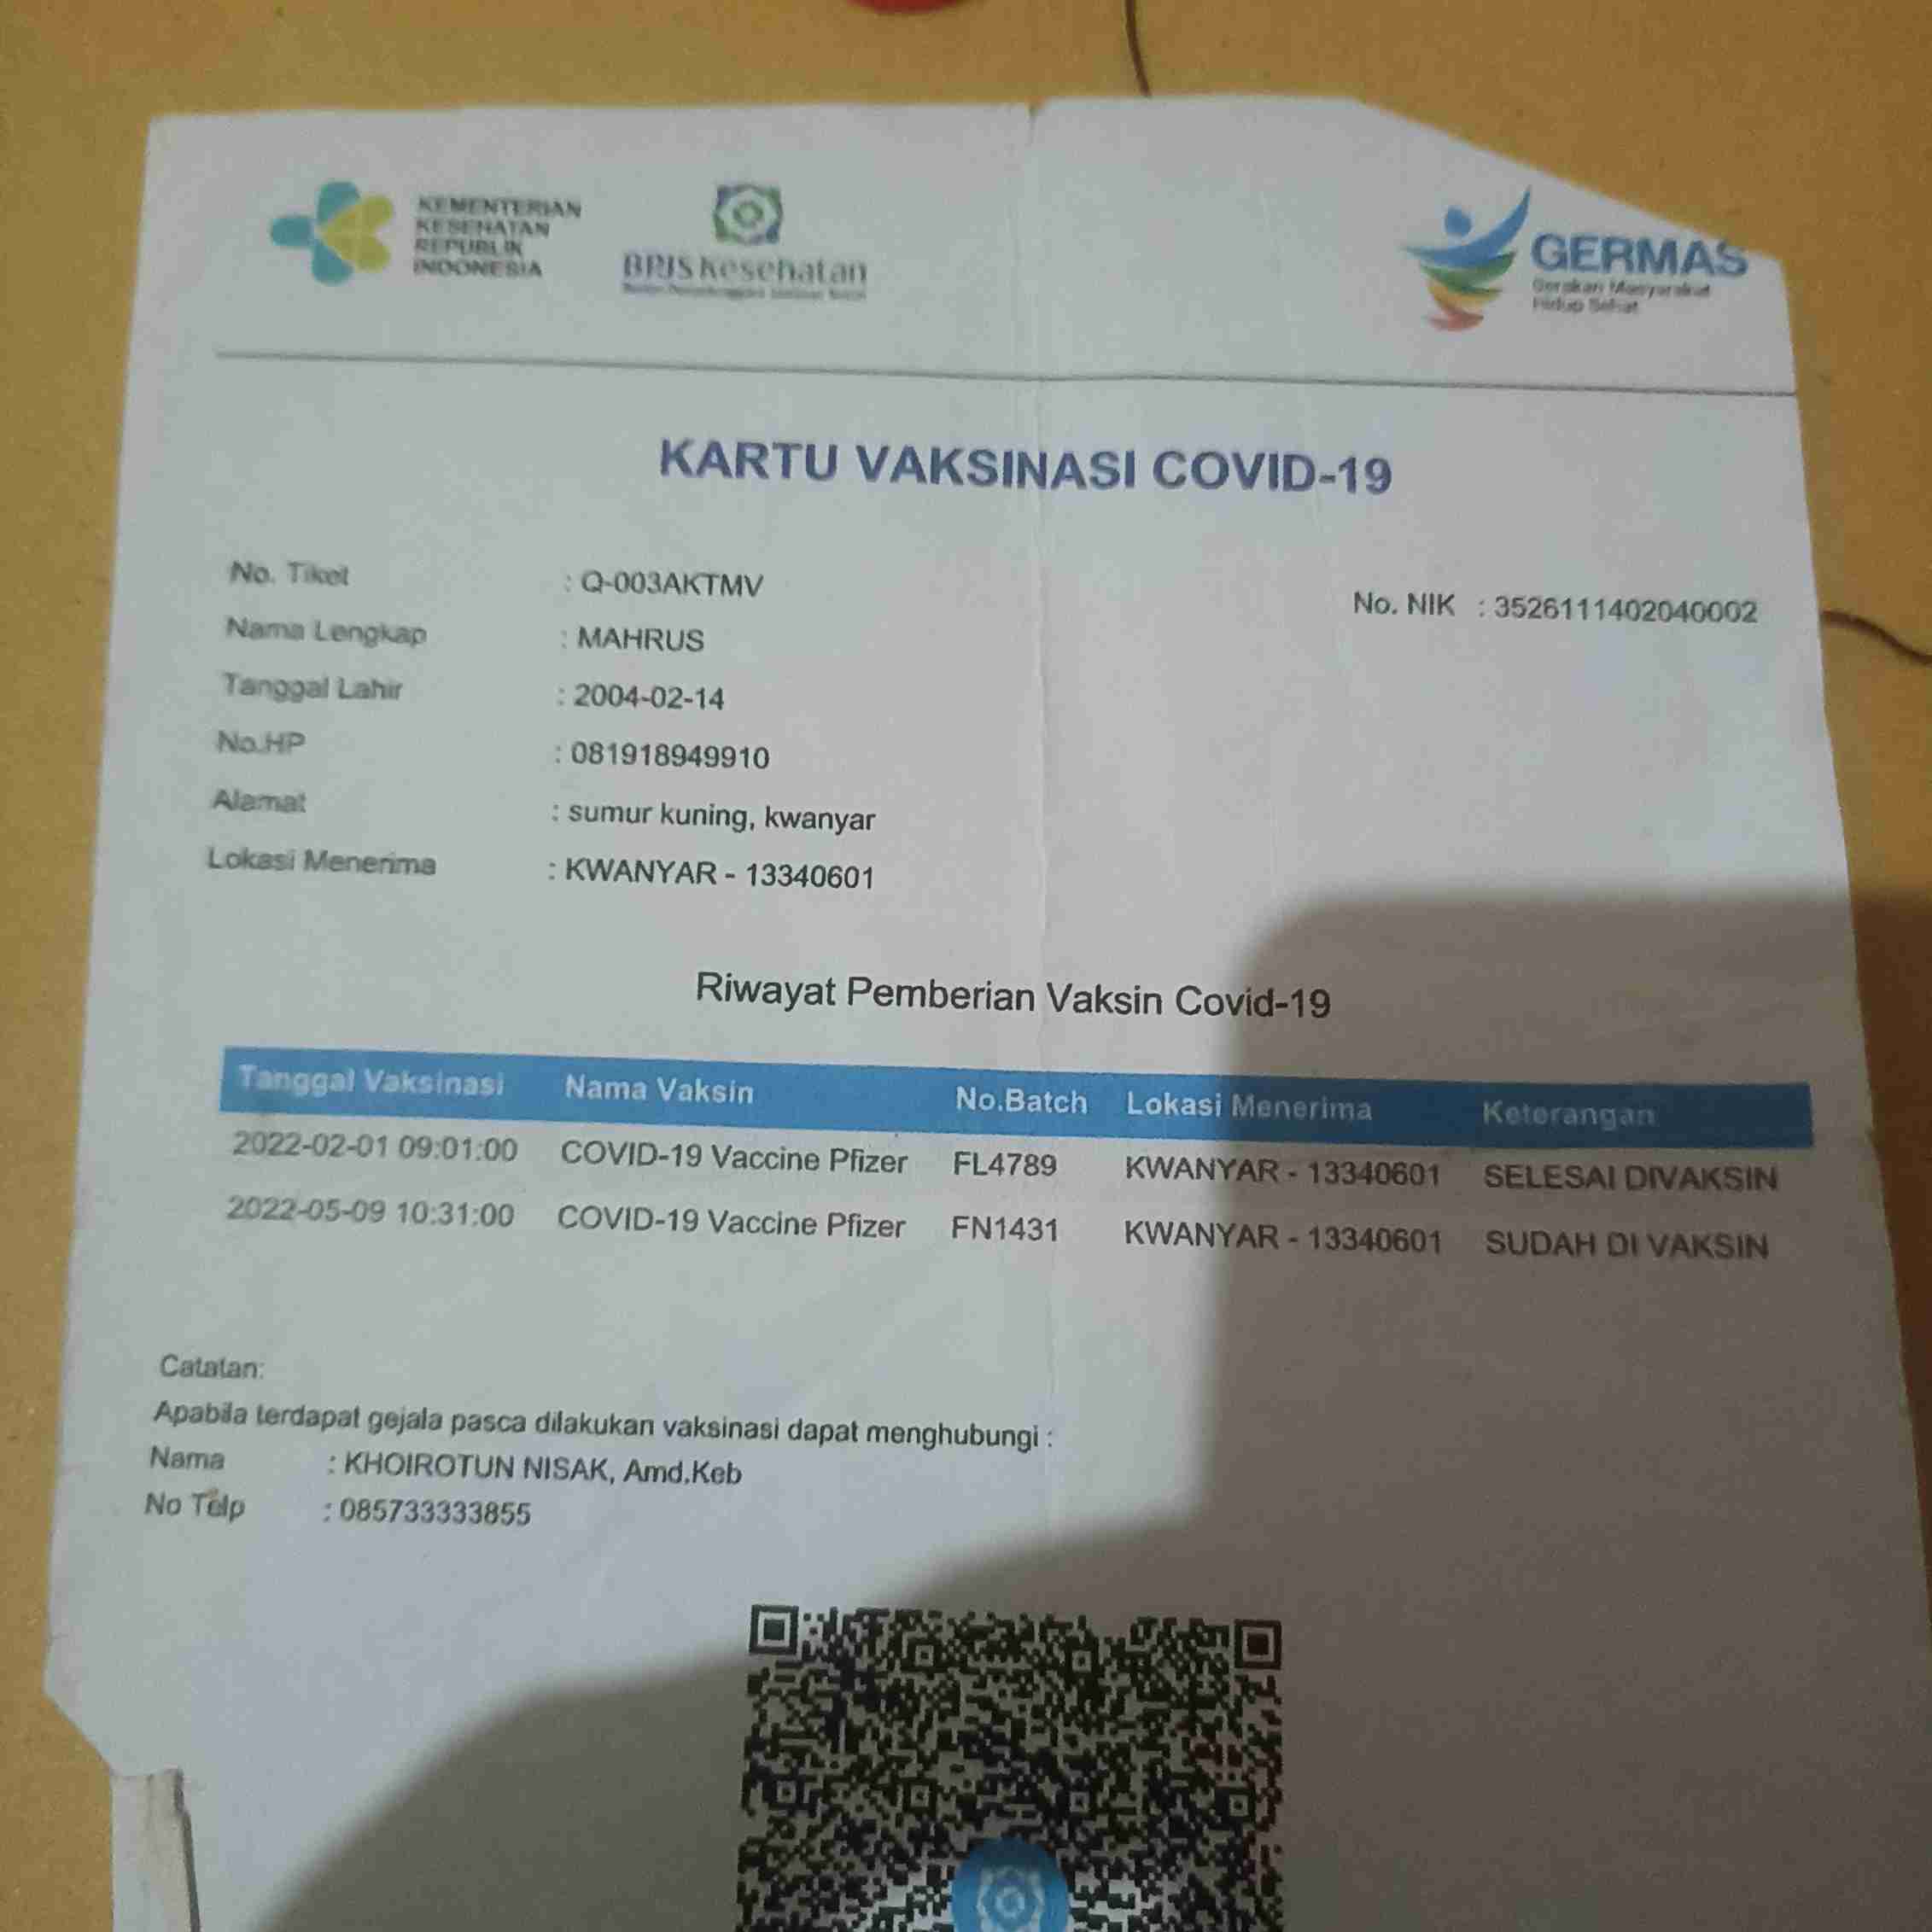 KEMENTERIAN
KESEHATAN
REPUBLIK
INDONESIA
BPJS Kesehatan
GERMAS
Gerakan Masyarakat
Hidup Sehat
KARTU VAKSINASI COVID-19
No. Tiket : Q-003AKTMV
No. NIK : 3526111402040002
Nama Lengkap : MAHRUS
Tanggal Lahir : 2004-02-14
No.HP : 081918949910
Alamat : sumur kuning, kwanyar
Lokasi Menerima : KWANYAR - 13340601
Riwayat Pemberian Vaksin Covid-19
Tanggal Vaksinasi Nama Vaksin No.Batch Lokasi Menerima Keterangan
2022-02-01 09:01:00 COVID-19 Vaccine Pfizer FL4789 KWANYAR - 13340601 SELESAI DIVAKSIN
2022-05-09 10:31:00 COVID-19 Vaccine Pfizer FN1431 KWANYAR - 13340601 SUDAH DI VAKSIN
Catatan:
Apabila terdapat gejala pasca dilakukan vaksinasi dapat menghubungi :
Nama : KHOIROTUN NISAK, Amd.Keb
No Telp : 085733333855